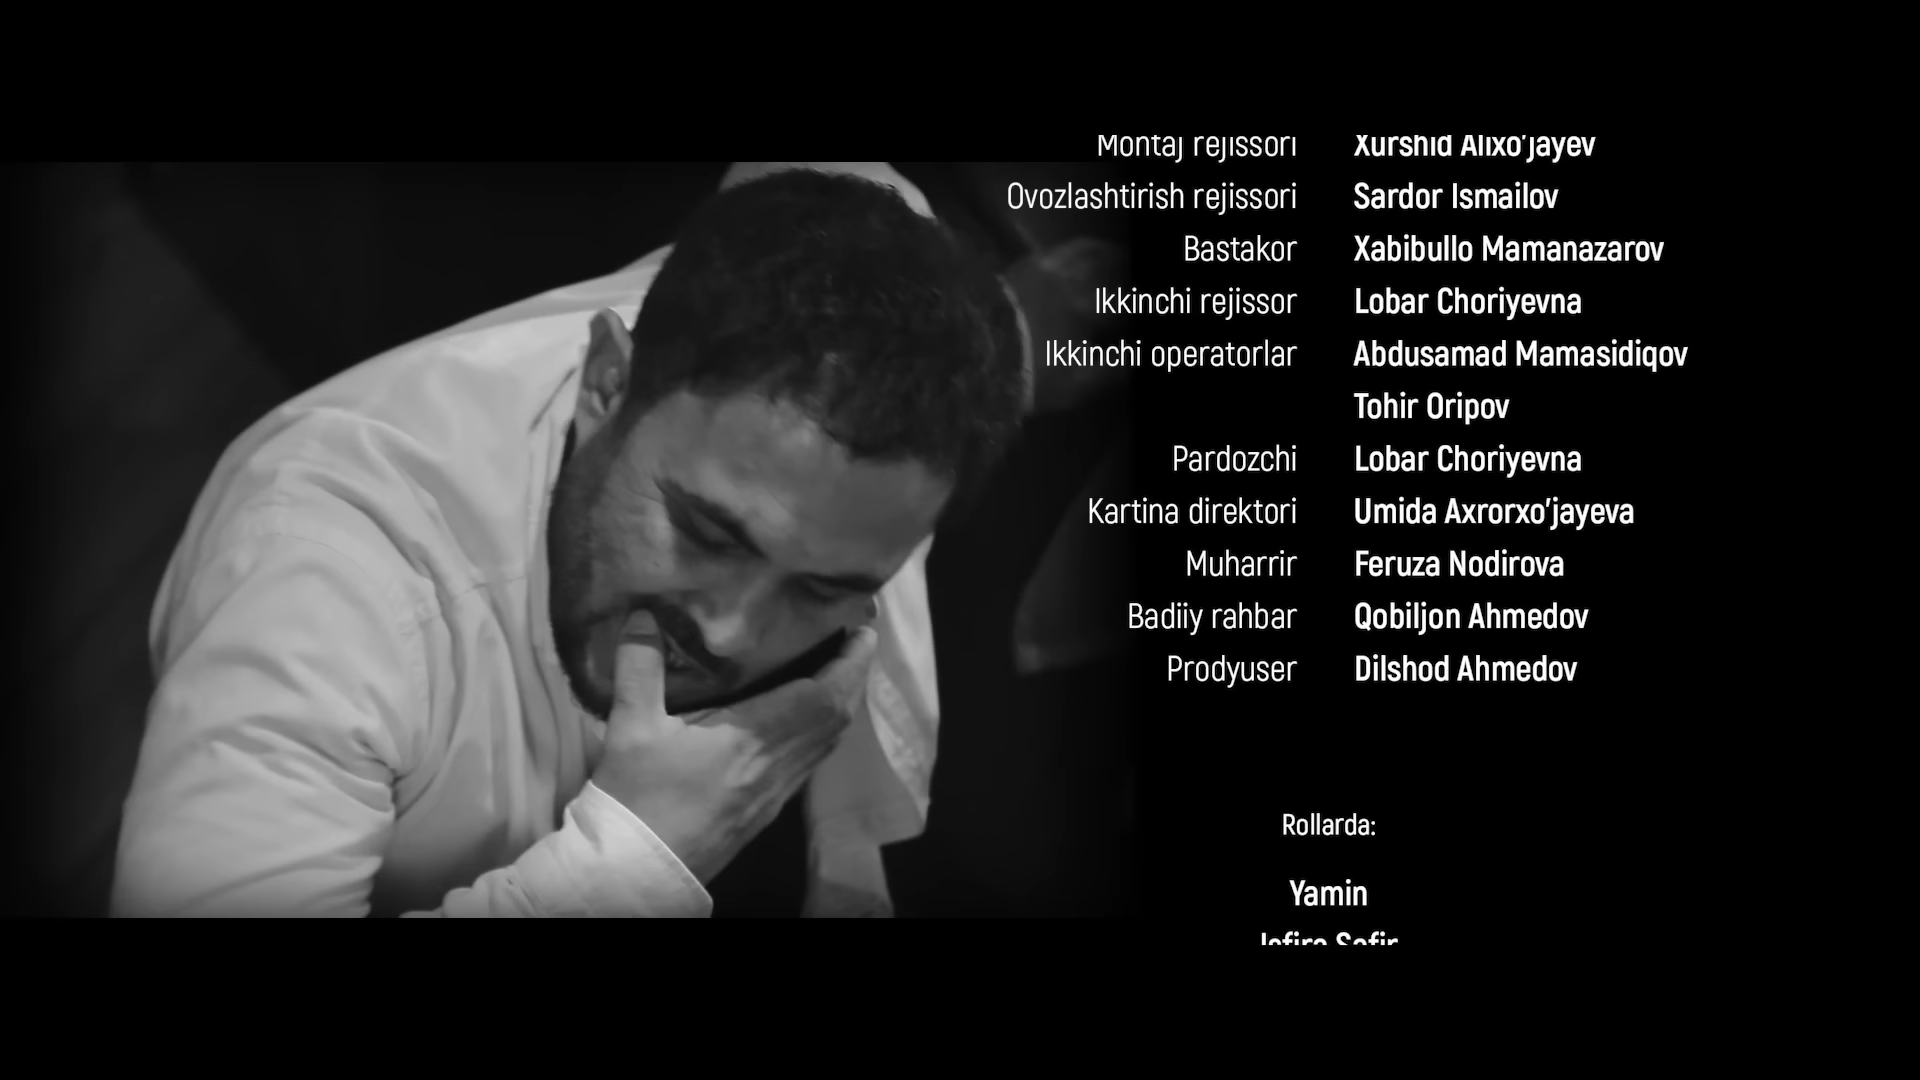 Montaj rejissori Xurshid Alixo'jayev
Ovozlashtirish rejissori Sardor Ismailov
Bastakor Xabibullo Mamanazarov
Ikkinchi rejissor Lobar Choriyevna
Ikkinchi operatorlar Abdusamad Mamasidiqov
Tohir Oripov
Pardozchi Lobar Choriyevna
Kartina direktori Umida Axrorxo'jayeva
Muharrir Feruza Nodirova
Badiiy rahbar Qobiljon Ahmedov
Prodyuser Dilshod Ahmedov
Rollarda:
Yamin